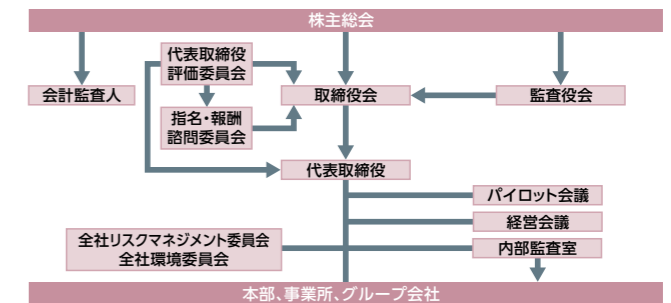 株主総会
代表取締役
評価委員会
会計監査人
取締役会
監査役会
指名・報酬
諮問委員会
代表取締役
パイロット会議
経営会議
全社リスクマネジメント委員会
全社環境委員会
内部監査室
本部、事業所、グループ会社